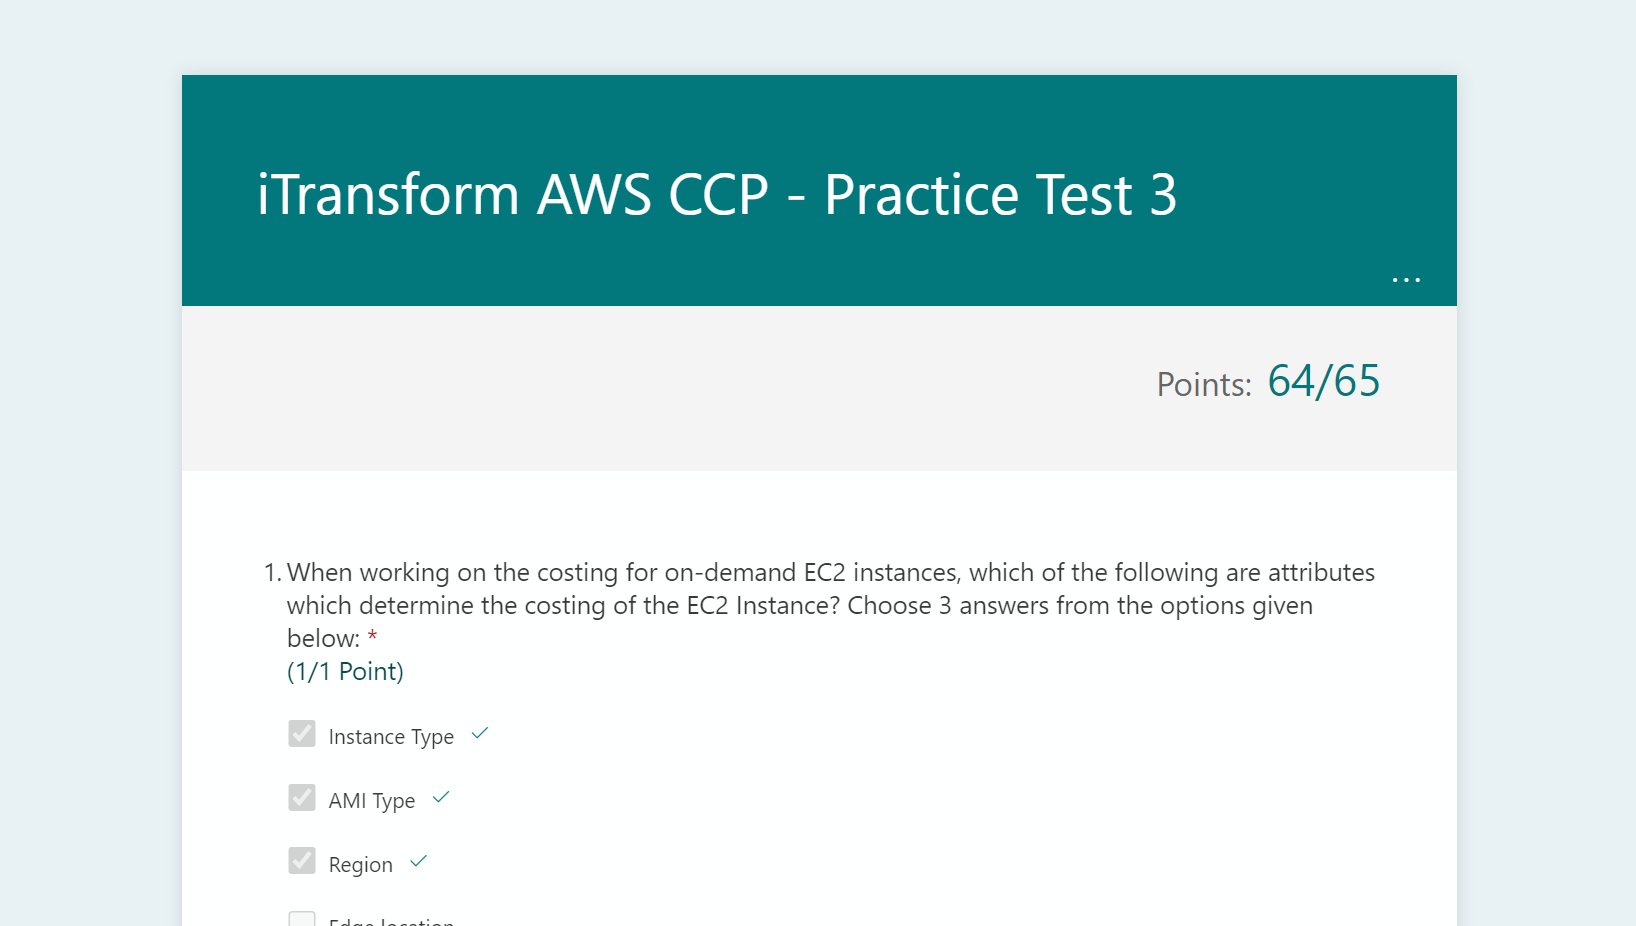 iTransform AWS CCP - Practice Test 3
...
Points: 64/65
1. When working on the costing for on-demand EC2 instances, which of the following are attributes
which determine the costing of the EC2 Instance? Choose 3 answers from the options given
below: *
(1/1 Point)
Instance Type
AMI Type
Region
Edge location